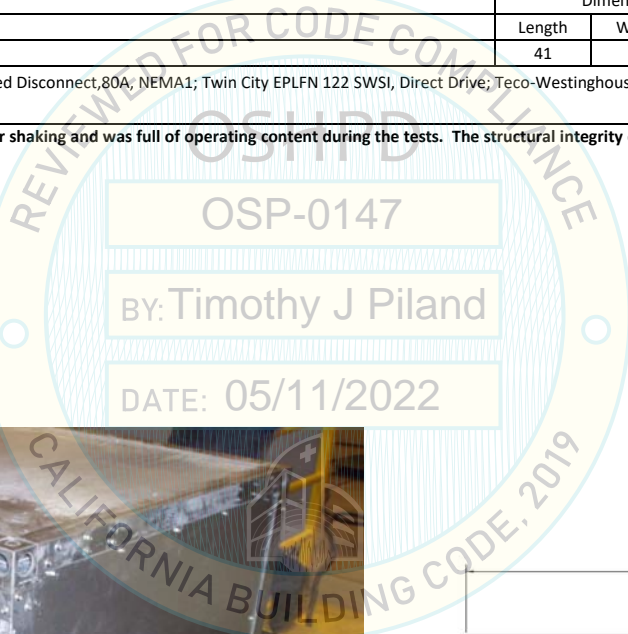 Length
41
ed Disconnect,80A, NEMA1; Twin City EPLFN 122 SWSI, Direct Drive; Teco-Westinghous
r shaking and was full of operating content during the tests. The structural integrity
REVIEWED FOR CODE COMPLIANCE
OSHPD
OSP-0147
BY: Timothy J Piland
DATE: 05/11/2022
CALIFORNIA BUILDING CODE, 2019